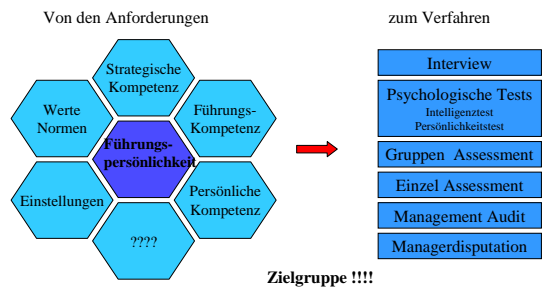 Von den Anforderungen
zum Verfahren
Strategische
Kompetenz
Werte
Normen
Führungs-
Kompetenz
Führungs-
persönlichkeit
Einstellungen
Persönliche
Kompetenz
????
Interview
Psychologische Tests
Intelligenztest
Persönlichkeitstest
Gruppen Assessment
Einzel Assessment
Management Audit
Managerdisputation
Zielgruppe !!!!